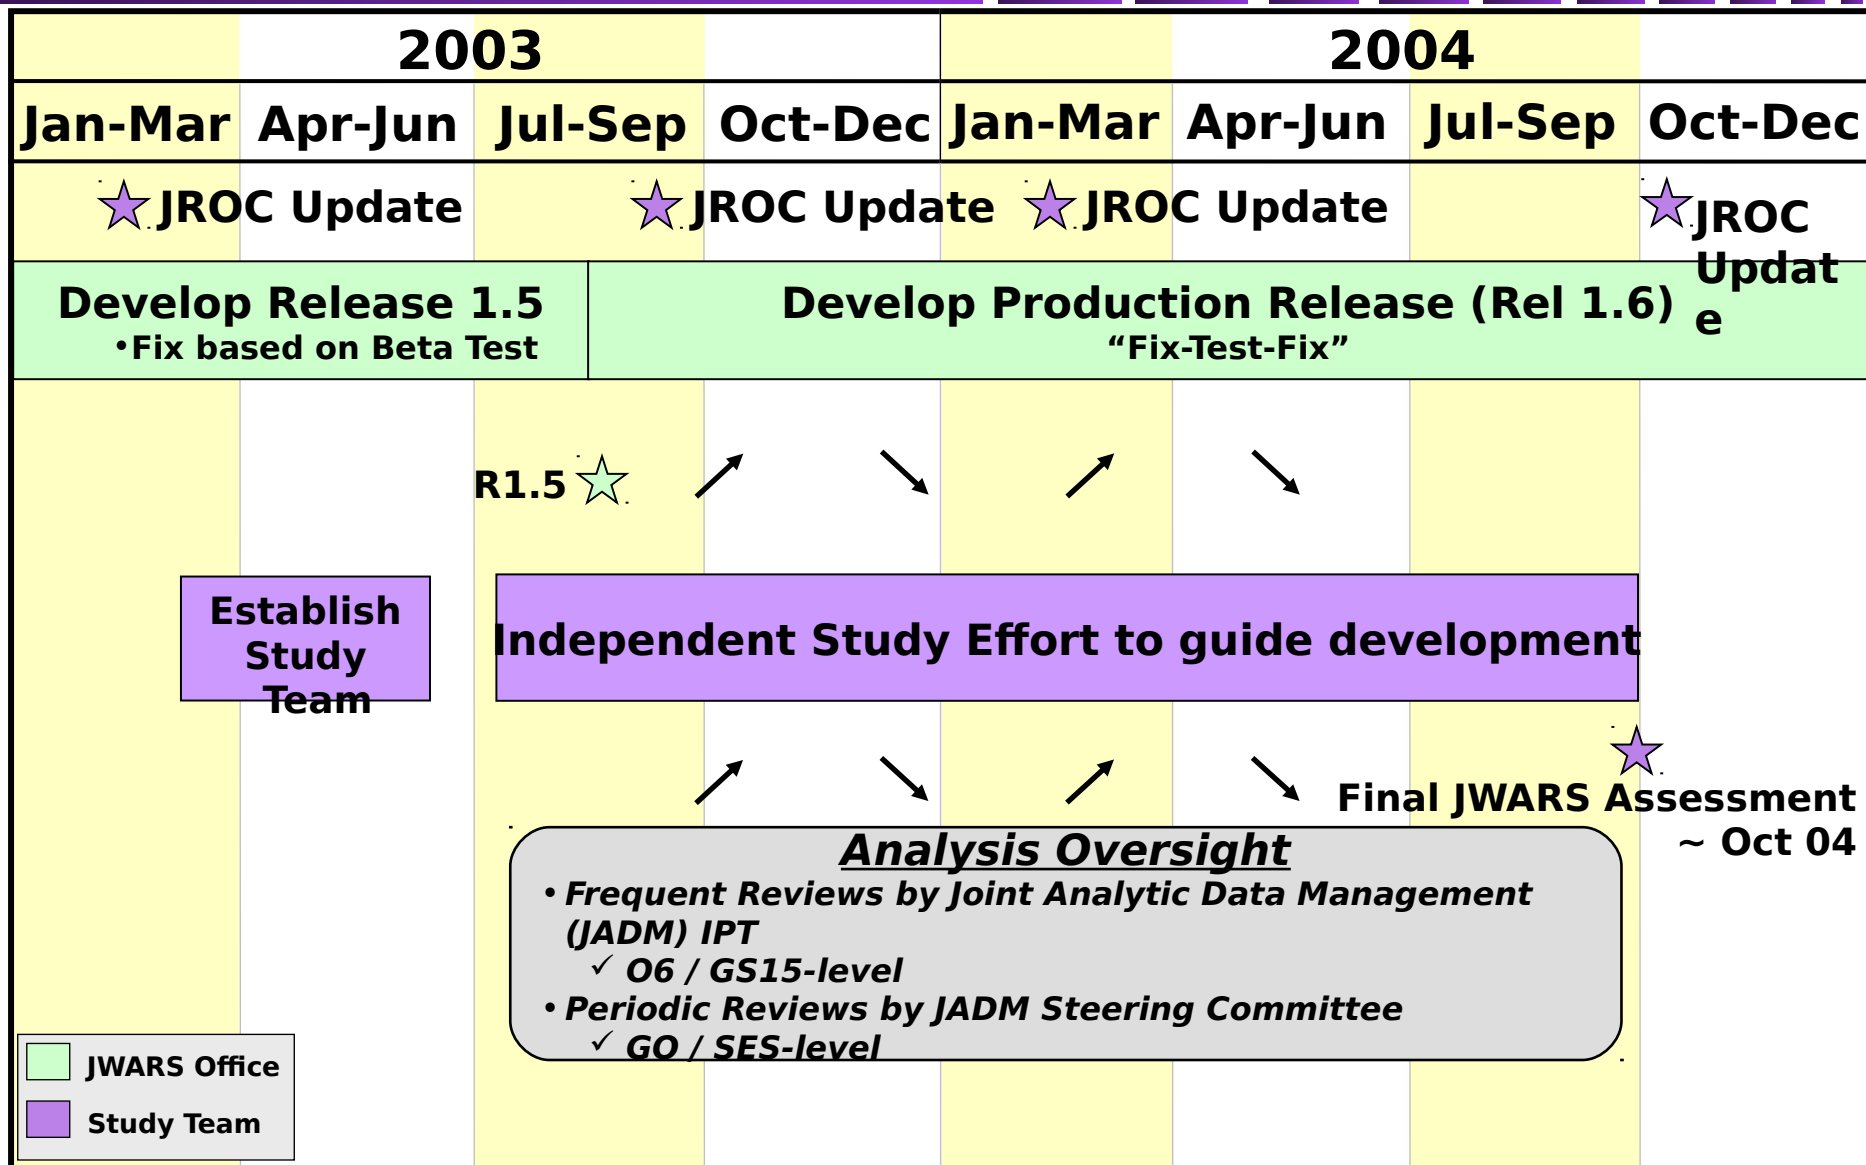 2003
2004
Jan-Mar
Apr-Jun
Jul-Sep
Oct-Dec
Jan-Mar
Apr-Jun
Jul-Sep
Oct-Dec
JROC Update
JROC Update
JROC Update
JROC
Updat
e
Develop Release 1.5
•Fix based on Beta Test
Develop Production Release (Rel 1.6)
“Fix-Test-Fix”
R1.5
Establish
Study
Team
Independent Study Effort to guide development
Final JWARS Assessment
~ Oct 04
Analysis Oversight
• Frequent Reviews by Joint Analytic Data Management
(JADM) IPT
✓ O6 / GS15-level
• Periodic Reviews by JADM Steering Committee
✓ GO / SES-level
JWARS Office
Study Team